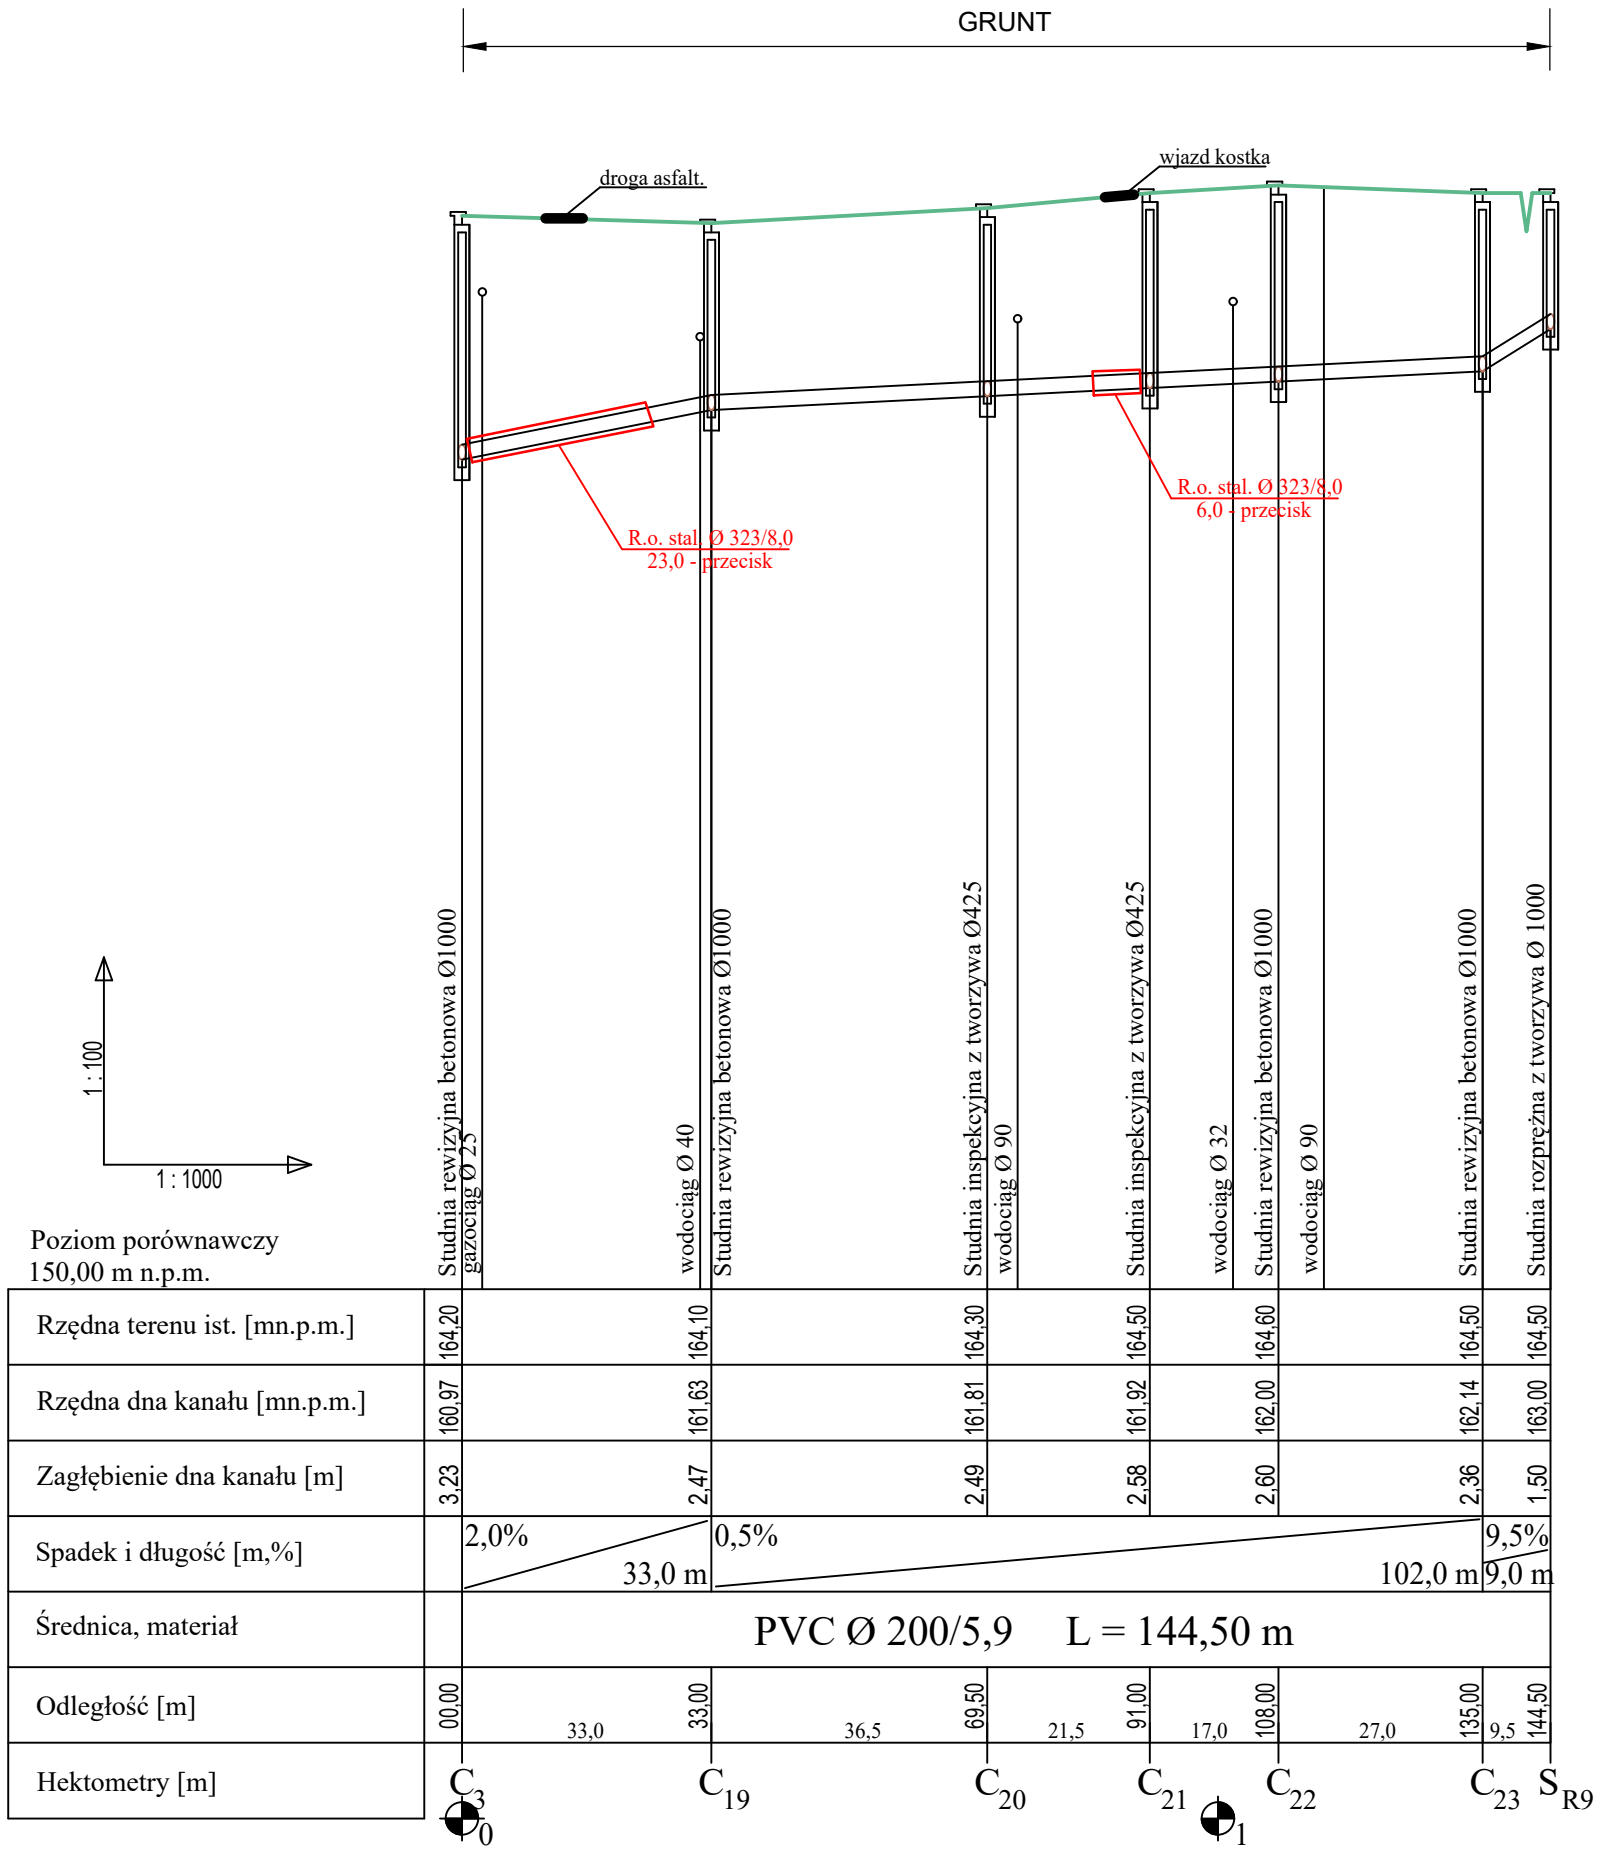 GRUNT
wjazd kostka
droga asfalt.
R.o. stal. Ø 323/8,0
6,0 - przecisk
R.o. stal. Ø 323/8,0
23,0 - przecisk
1 : 100
1 : 1000
Studnia rewizyjna betonowa Ø1000
gazociąg Ø 25
wodociąg Ø 40
Studnia rewizyjna betonowa Ø1000
Studnia inspekcyjna z tworzywa Ø425
wodociąg Ø 90
Studnia inspekcyjna z tworzywa Ø425
wodociąg Ø 32
Studnia rewizyjna betonowa Ø1000
wodociąg Ø 90
Studnia rewizyjna betonowa Ø1000
Studnia rozprężna z tworzywa Ø 1000
Poziom porównawczy
150,00 m n.p.m.
Rzędna terenu ist. [mn.p.m.] 164,20 164,10 164,30 164,50 164,60 164,50 164,50
Rzędna dna kanału [mn.p.m.] 160,97 161,63 161,81 161,92 162,00 162,14 163,00
Zagłębienie dna kanału [m] 3,23 2,47 2,49 2,58 2,60 2,36 1,50
Spadek i długość [m,%] 2,0% 33,0 m 0,5% 102,0 m 9,5% 9,0 m
Średnica, materiał PVC Ø 200/5,9 L = 144,50 m
Odległość [m] 00,00 33,0 33,00 36,5 69,50 21,5 91,00 17,0 108,00 27,0 135,00 9,5 144,50
Hektometry [m] C3 C19 C20 C21 C22 C23 SR9
0 1